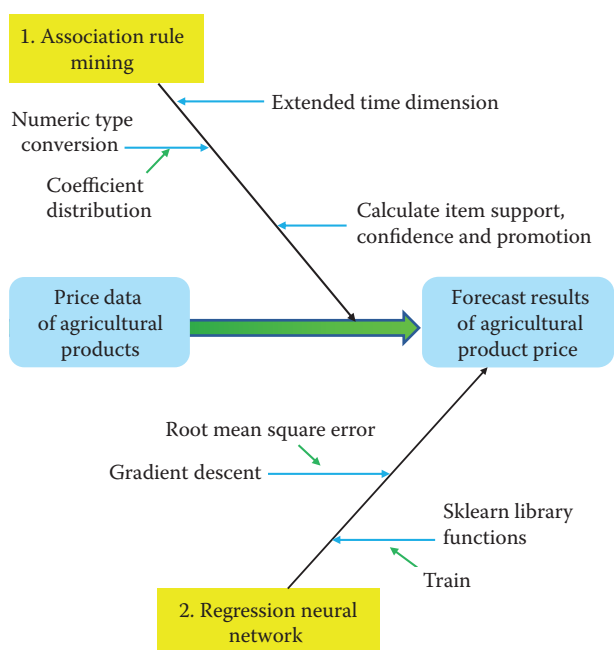 1. Association rule
mining
Extended time dimension
Numeric type
conversion
Coefficient
distribution
Calculate item support,
confidence and promotion
Price data
of agricultural
products
Forecast results
of agricultural
product price
Root mean square error
Gradient descent
Sklearn library
functions
Train
2. Regression neural
network